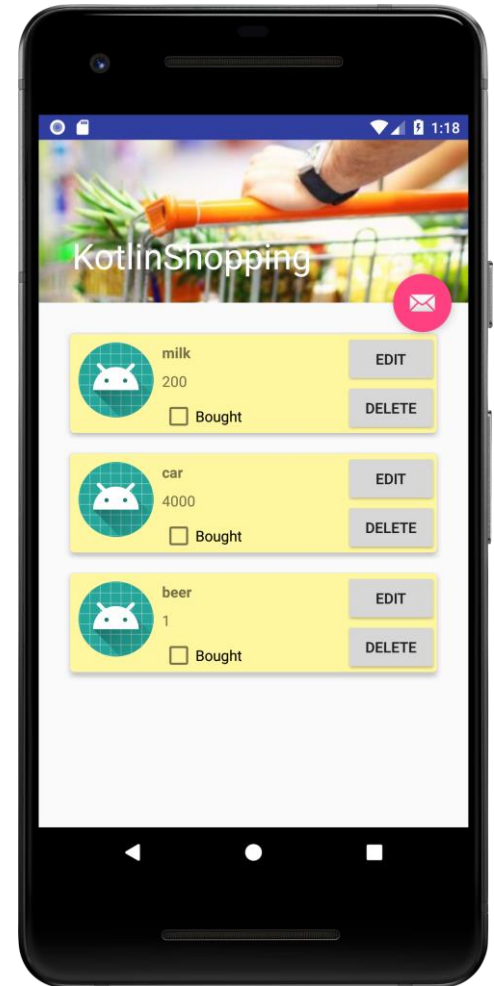 1:18
KotlinShopping
milk
200
Bought
EDIT
DELETE
car
4000
Bought
EDIT
DELETE
beer
1
Bought
EDIT
DELETE